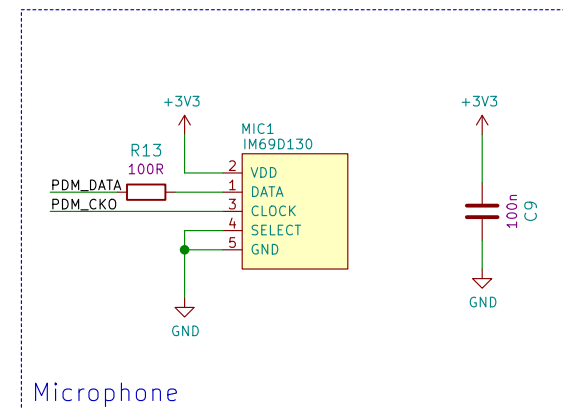 +3V3
+3V3
MIC1
IM69D130
R13
100R
2 VDD
PDM_DATA
1 DATA
PDM_CKO
3 CLOCK
4 SELECT
5 GND
100n
C9
GND
GND
Microphone